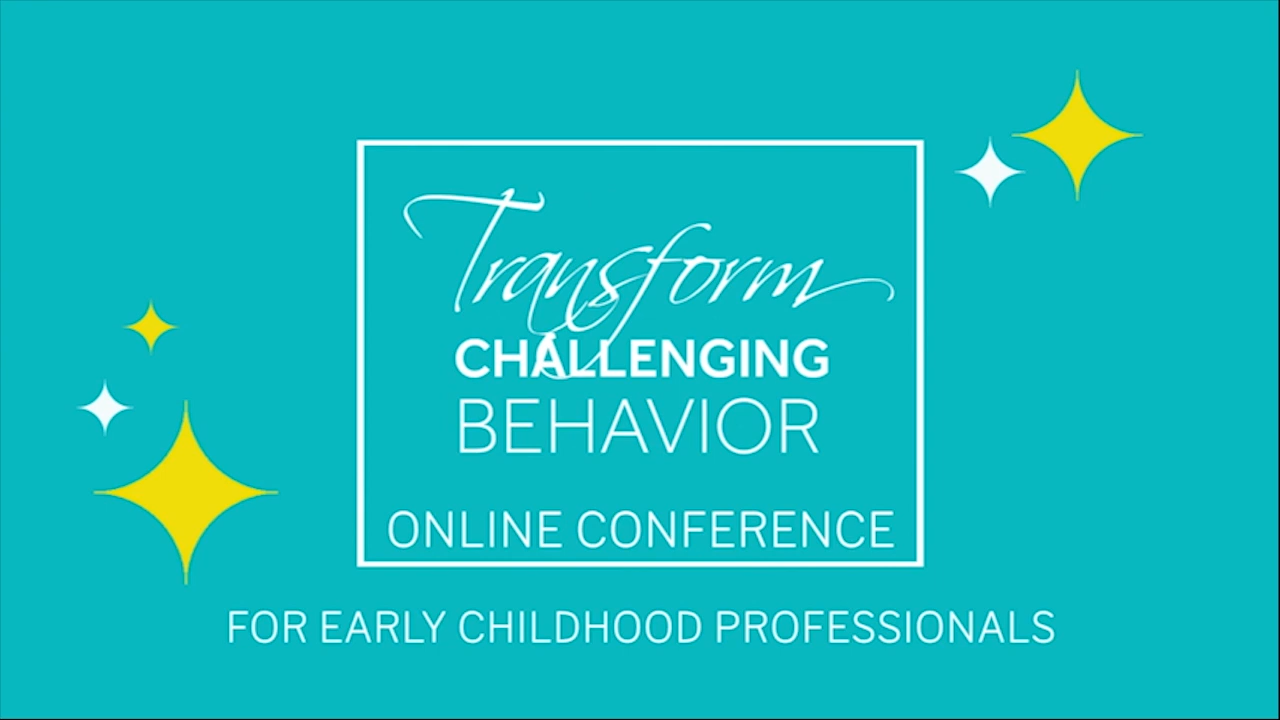 Transform
CHALLENGING
BEHAVIOR
ONLINE CONFERENCE
FOR EARLY CHILDHOOD PROFESSIONALS